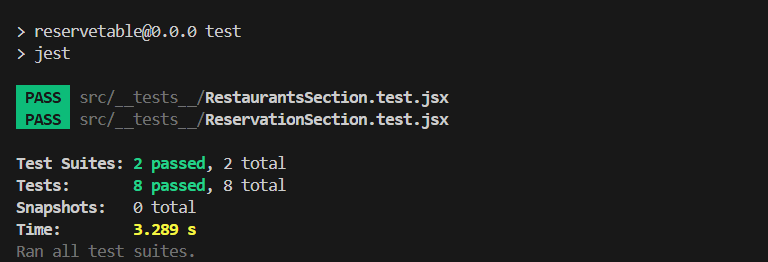 > reservetable@0.0.0 test
> jest
PASS src/__tests__/RestaurantsSection.test.jsx
PASS src/__tests__/ReservationSection.test.jsx
Test Suites: 2 passed, 2 total
Tests: 8 passed, 8 total
Snapshots: 0 total
Time: 3.289 s
Ran all test suites.